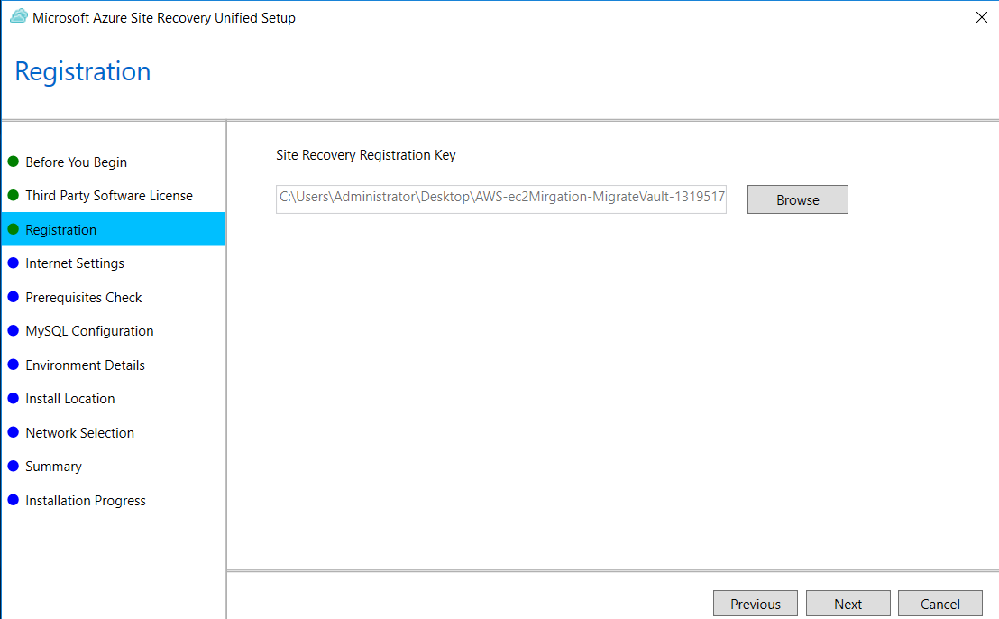 Microsoft Azure Site Recovery Unified Setup
Registration
Before You Begin
Third Party Software License
Registration
Internet Settings
Prerequisites Check
MySQL Configuration
Environment Details
Install Location
Network Selection
Summary
Installation Progress
Site Recovery Registration Key
C:\Users\Administrator\Desktop\AWS-ec2Mirgation-MigrateVault-1319517
Browse
Previous
Next
Cancel